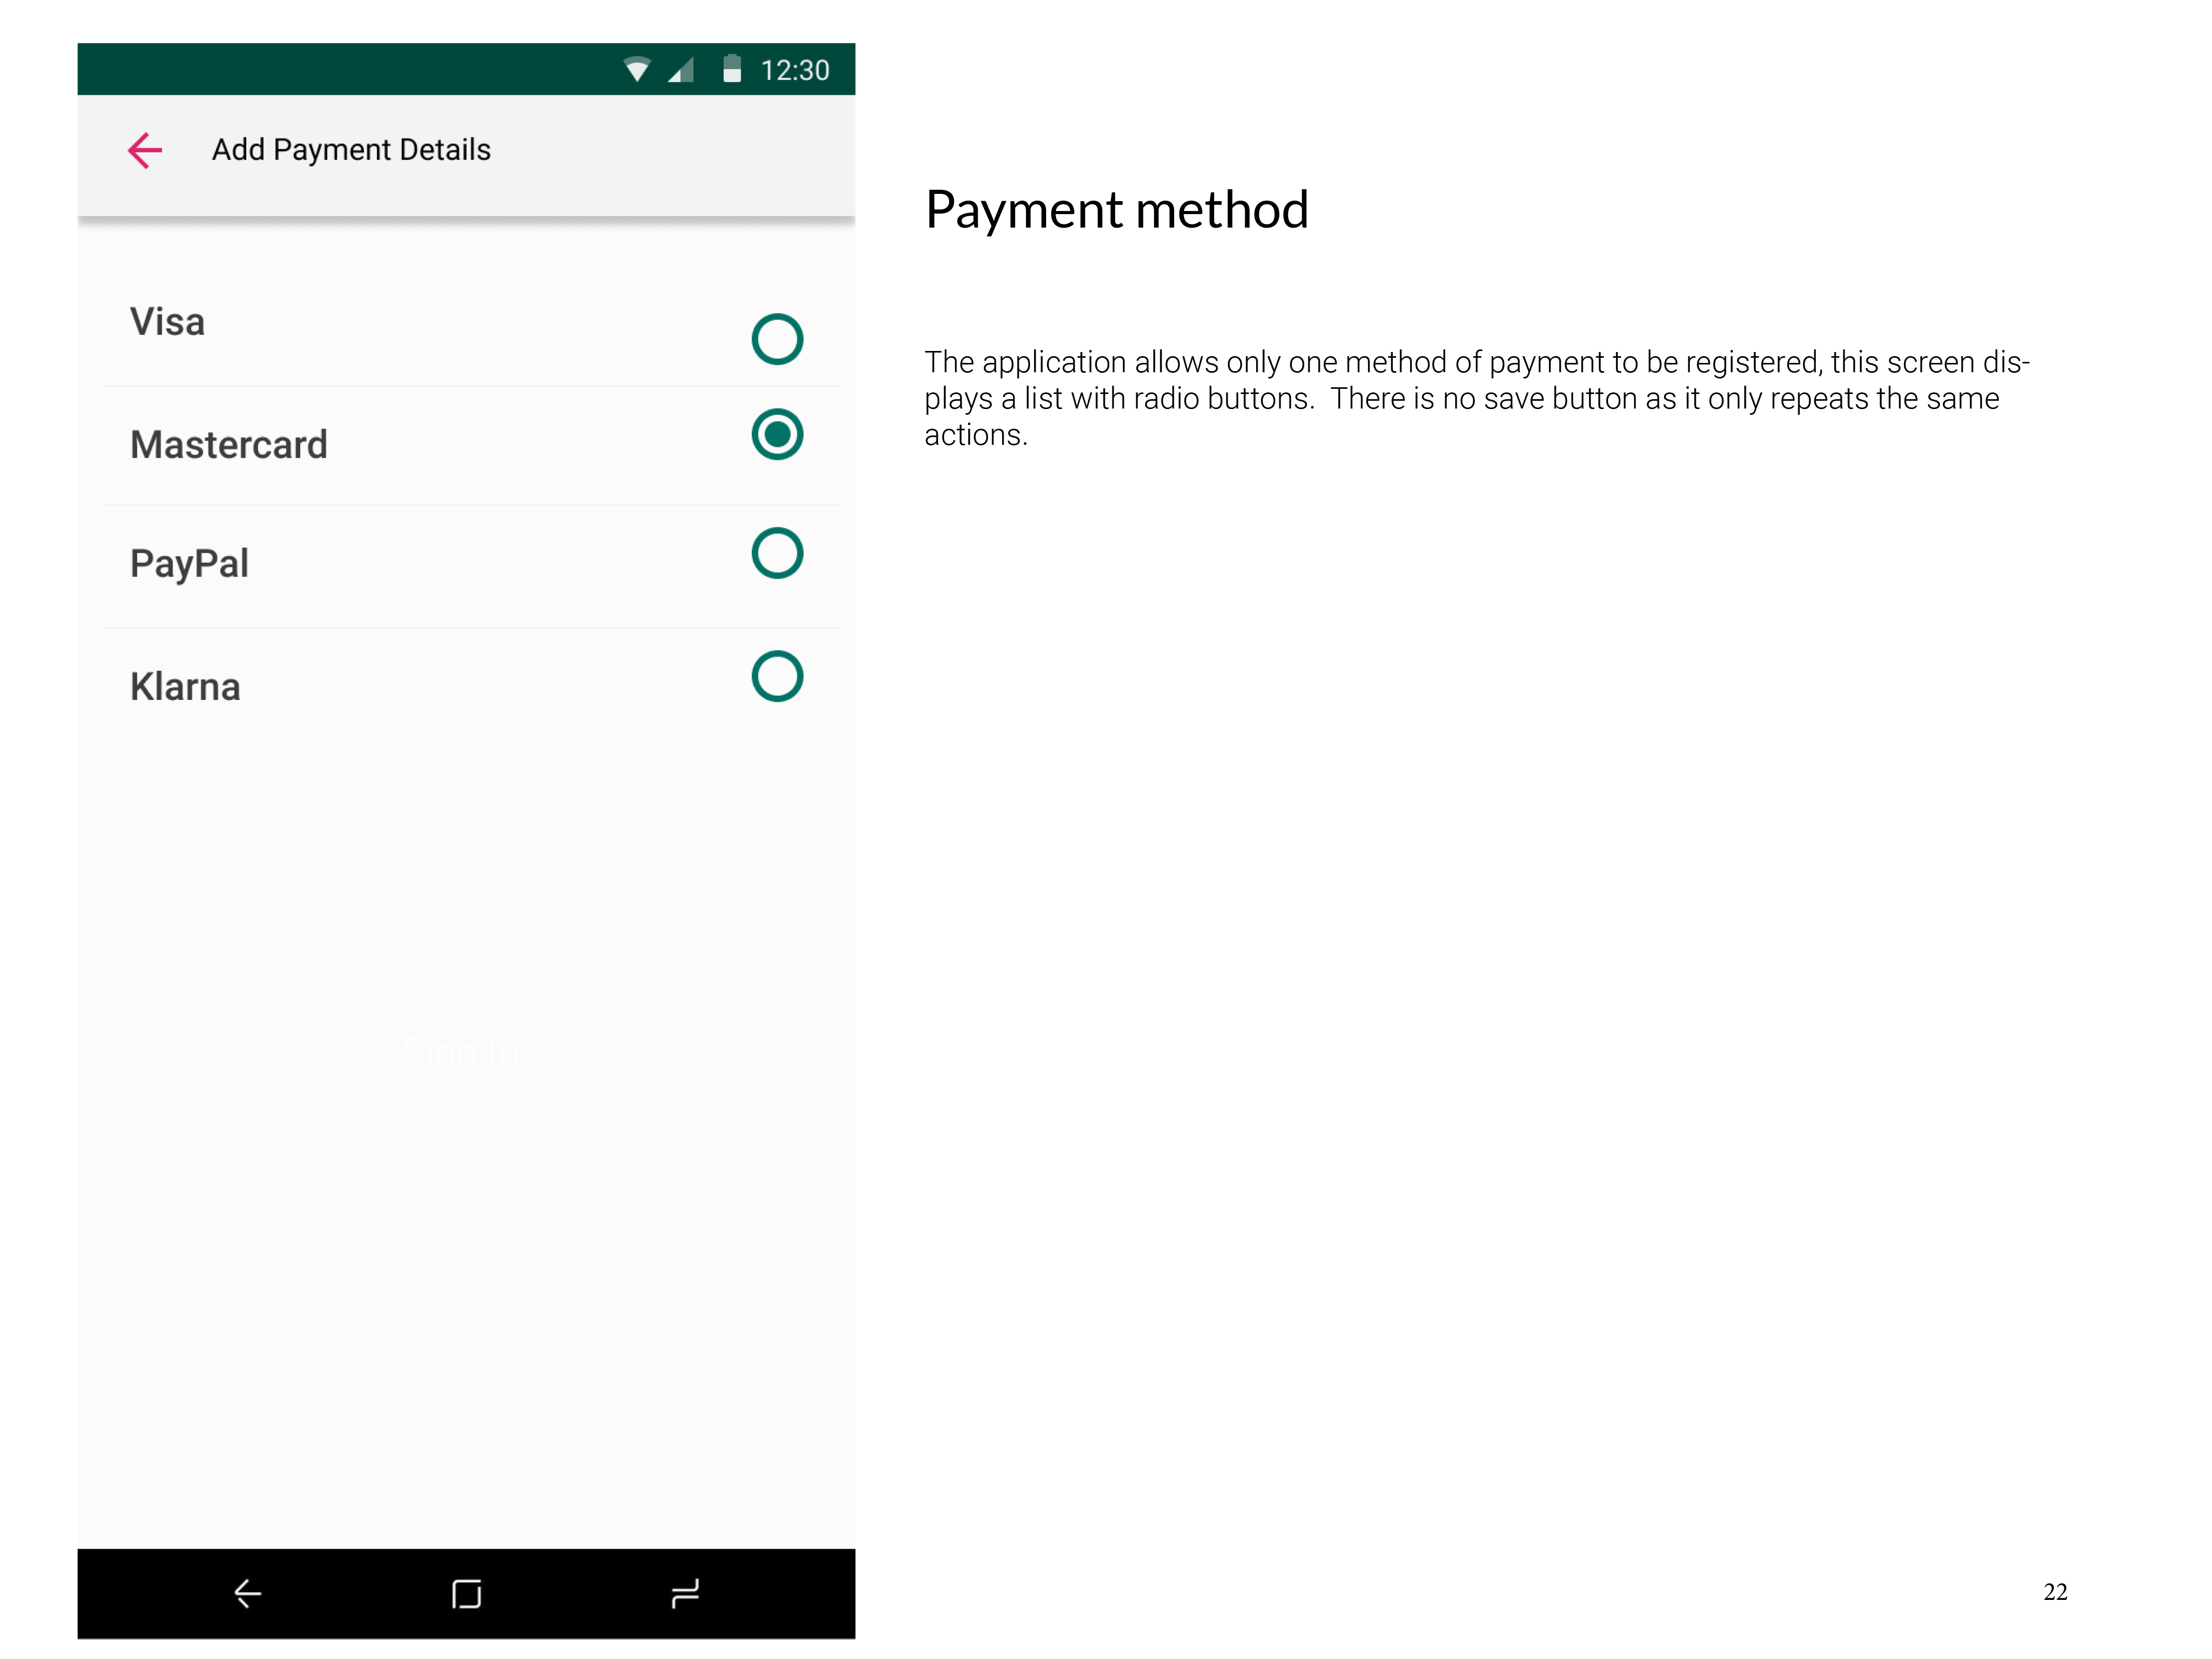 12:30
Add Payment Details
Visa
Mastercard
PayPal
Klarna
Sign In
Payment method
The application allows only one method of payment to be registered, this screen dis-
plays a list with radio buttons.  There is no save button as it only repeats the same
actions.
22